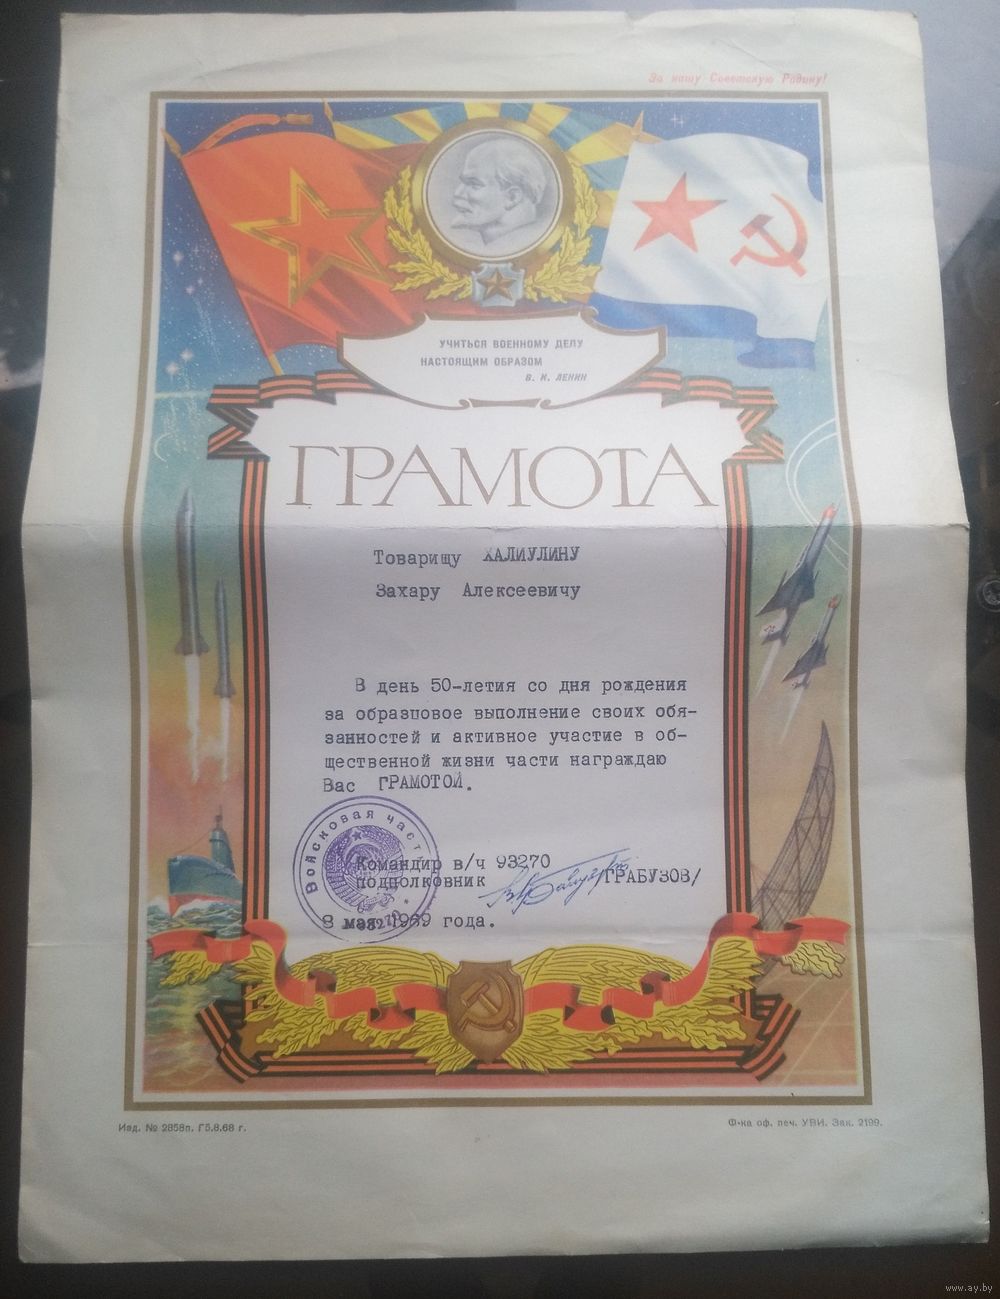 За нашу Советскую Родину!
УЧИТЬСЯ ВОЕННОМУ ДЕЛУ
НАСТОЯЩИМ ОБРАЗОМ
В. И. ЛЕНИН
ГРАМОТА
Товарищу ХАЛИУЛИНУ
Захару Алексеевичу
В день 50-летия со дня рождения
за образцовое выполнение своих обя-
занностей и активное участие в об-
щественной жизни части награждаю
Вас ГРАМОТОЙ.
Войсковая часть
Командир в/ч 93270
подполковник /ГРАБУЗОВ/
8 мая 1969 года.
Изд. № 2858п. Г5.8.68 г.
Ф-ка оф. печ. УВИ. Зак. 2199.
www.ay.by